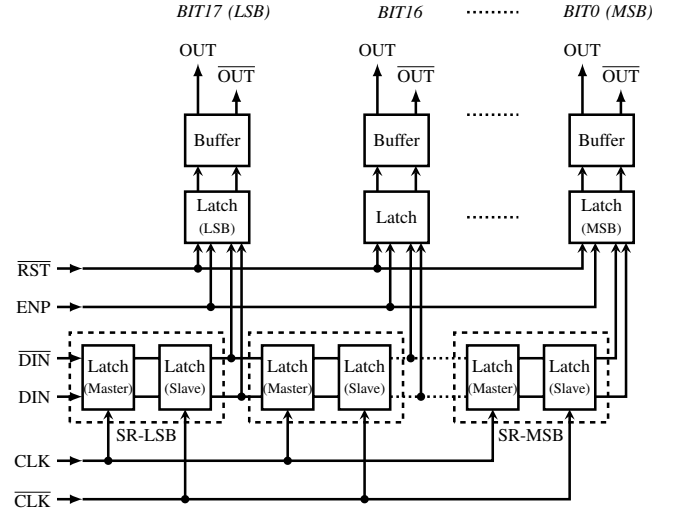 BIT17 (LSB) BIT16 ........ BIT0 (MSB)
OUT OUT OUT
OUT OUT OUT
Buffer Buffer Buffer
Latch (LSB) Latch Latch (MSB)
RST
ENP
DIN
Latch (Master) Latch (Slave) Latch (Master) Latch (Slave) Latch (Master) Latch (Slave)
DIN
SR-LSB SR-MSB
CLK
CLK